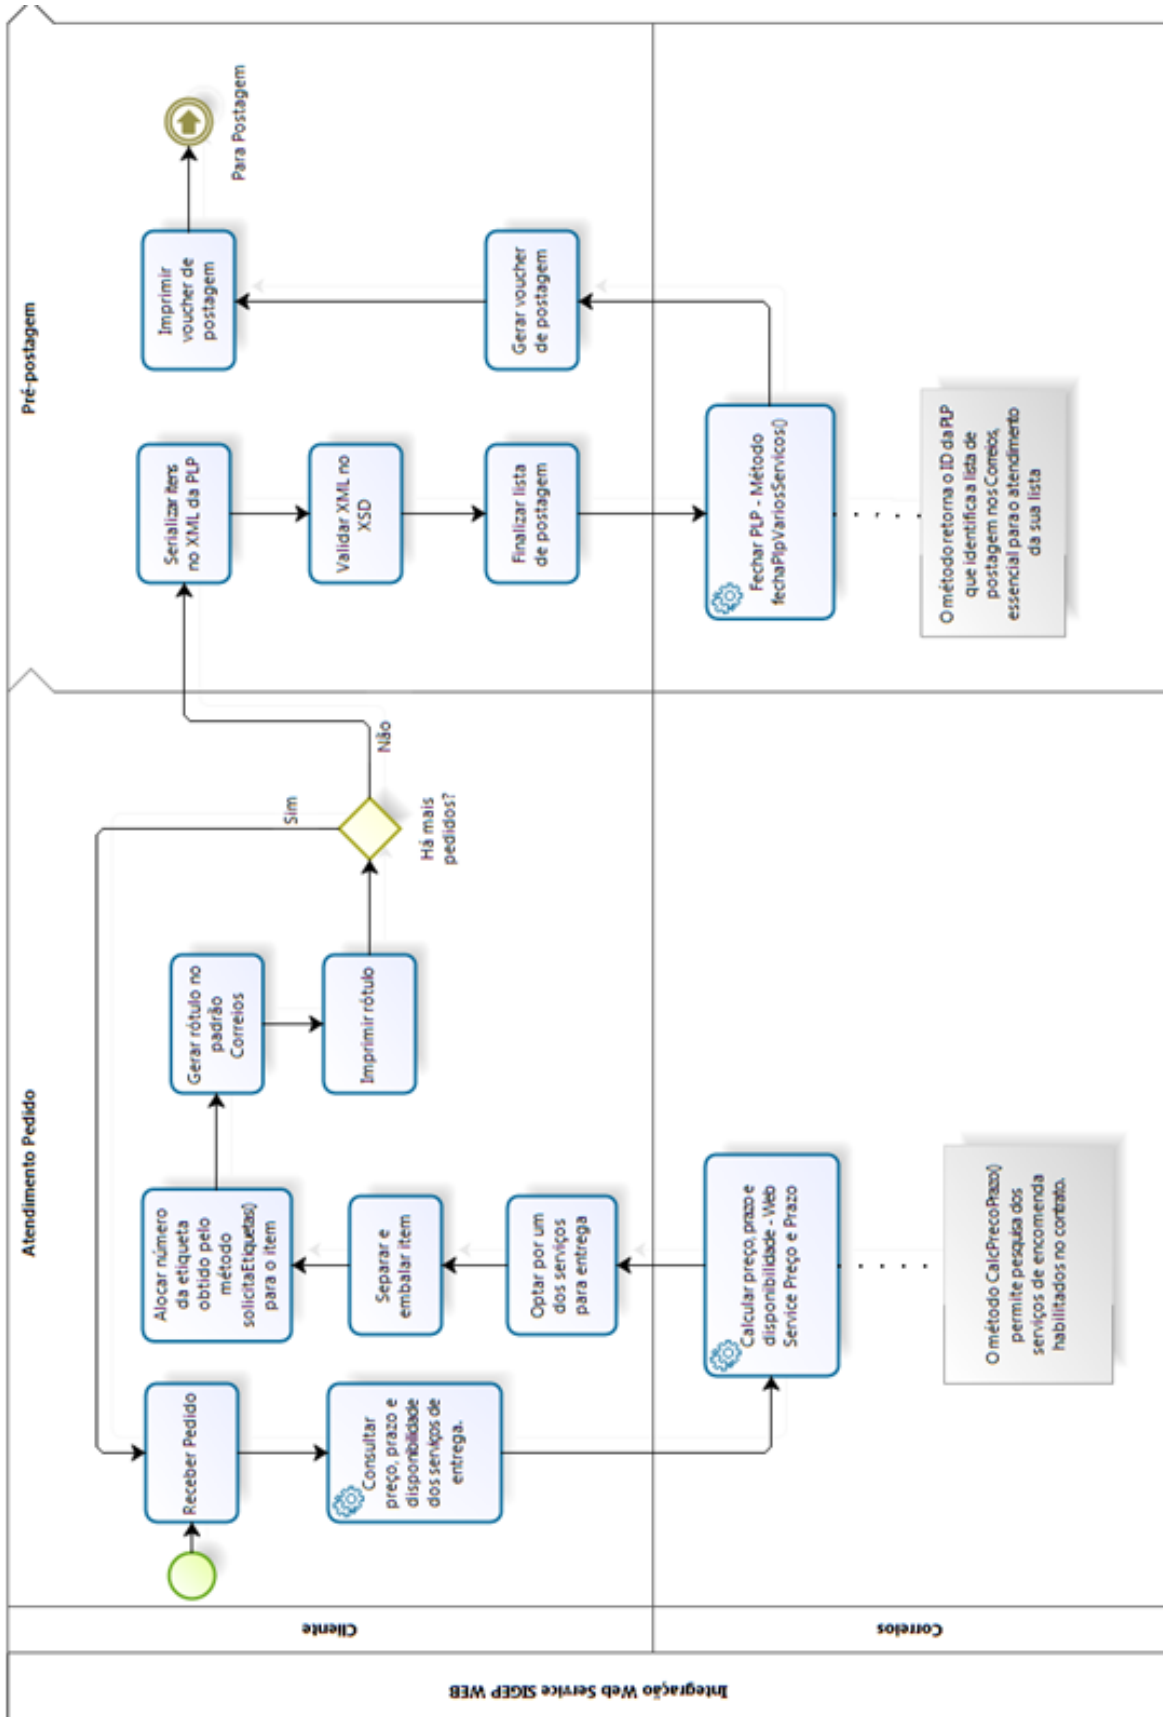 Integração Web Service SIGEP WEB
Cliente
Correios
Atendimento Pedido
Receber Pedido
Consultar
preço, prazo e
disponibilidade
dos serviços de
entrega.
Calcular preço, prazo e
disponibilidade - Web
Service Preço e Prazo
O método CalcPrecoPrazo()
permite pesquisa dos
serviços de encomenda
habilitados no contrato.
Optar por um
dos serviços
para entrega
Separar e
embalar item
Alocar número
da etiqueta
obtido pelo
método
solicitaEtiquetas()
para o item
Gerar rótulo no
padrão
Correios
Imprimir rótulo
Há mais
pedidos?
Sim
Não
Pré-postagem
Serializar itens
no XML da PLP
Validar XML no
XSD
Finalizar lista
de postagem
Fechar PLP - Método
fechaPlpVariosServicos()
O método retorna o ID da PLP
que identifica a lista de
postagem nos Correios,
essencial para o atendimento
da sua lista
Gerar voucher
de postagem
Imprimir
voucher de
postagem
Para Postagem